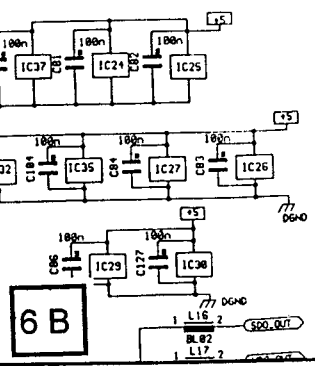 +5
100n 100n 100n
IC37 C81 IC24 C82 IC25
+5
100n 100n 100n
32 C104 IC35 C84 IC27 C83 IC26
DGND
+5
100n 100n
C86 IC29 C127 IC30
DGND
6 B
1 L16 2 SDO_OUT
BL02
1 L17 2